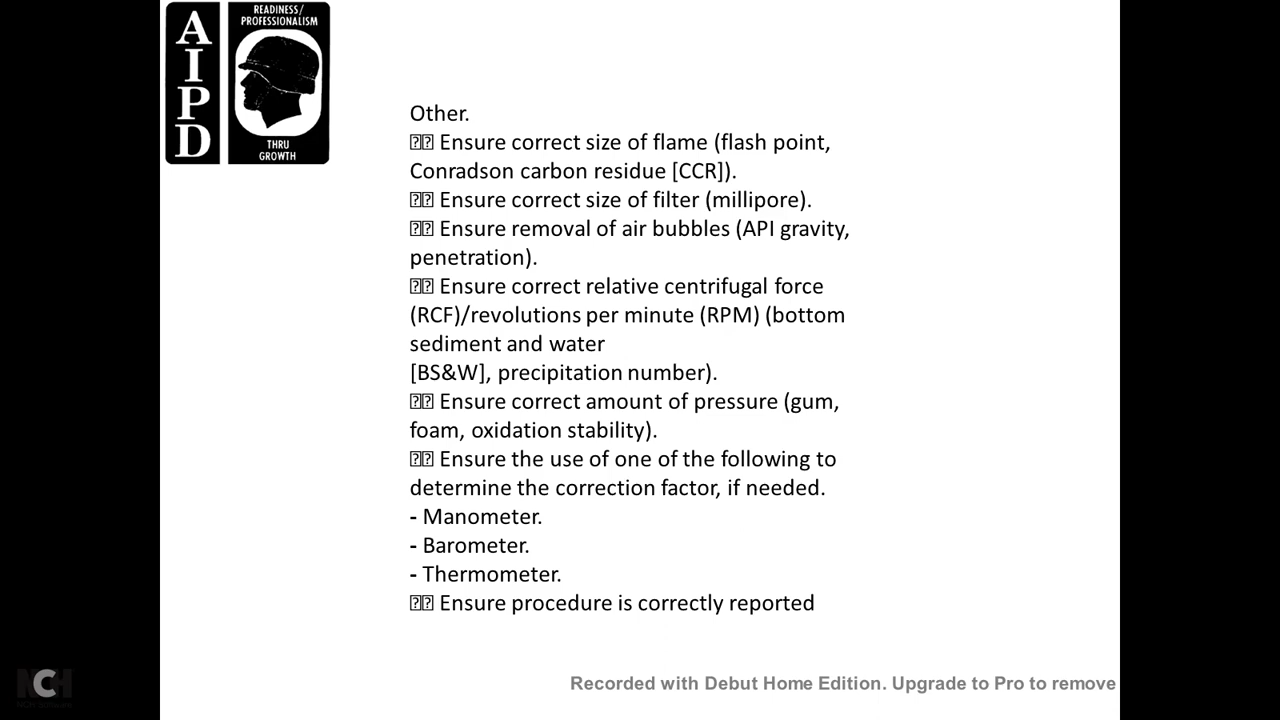 AIPD
READINESS/
PROFESSIONALISM
THRU
GROWTH
Other.
⍰⍰ Ensure correct size of flame (flash point,
Conradson carbon residue [CCR]).
⍰⍰ Ensure correct size of filter (millipore).
⍰⍰ Ensure removal of air bubbles (API gravity,
penetration).
⍰⍰ Ensure correct relative centrifugal force
(RCF)/revolutions per minute (RPM) (bottom
sediment and water
[BS&W], precipitation number).
⍰⍰ Ensure correct amount of pressure (gum,
foam, oxidation stability).
⍰⍰ Ensure the use of one of the following to
determine the correction factor, if needed.
- Manometer.
- Barometer.
- Thermometer.
⍰⍰ Ensure procedure is correctly reported
NCH
Recorded with Debut Home Edition. Upgrade to Pro to remove